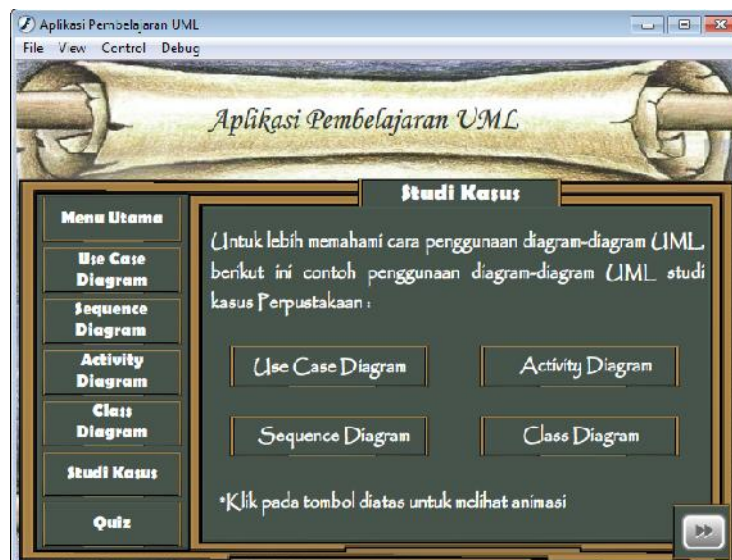 Aplikasi Pembelajaran UML
File View Control Debug
Aplikasi Pembelajaran UML
Studi Kasus
Menu Utama
Use Case
Diagram
Sequence
Diagram
Activity
Diagram
Class
Diagram
Studi Kasus
Quiz
Untuk lebih memahami cara penggunaan diagram-diagram UML,
berikut ini contoh penggunaan diagram-diagram UML studi
kasus Perpustakaan :
Use Case Diagram
Activity Diagram
Sequence Diagram
Class Diagram
*Klik pada tombol diatas untuk melihat animasi